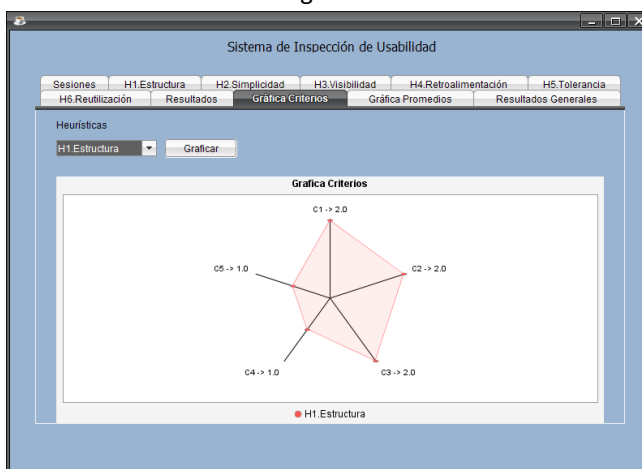 Sistema de Inspección de Usabilidad
Sesiones H1.Estructura H2.Simplicidad H3.Visibilidad H4.Retroalimentación H5.Tolerancia
H6.Reutilización Resultados Gráfica Criterios Gráfica Promedios Resultados Generales
Heurísticas
H1.Estructura Graficar
Grafica Criterios
C1 -> 2.0
C5 -> 1.0 C2 -> 2.0
C4 -> 1.0 C3 -> 2.0
H1.Estructura